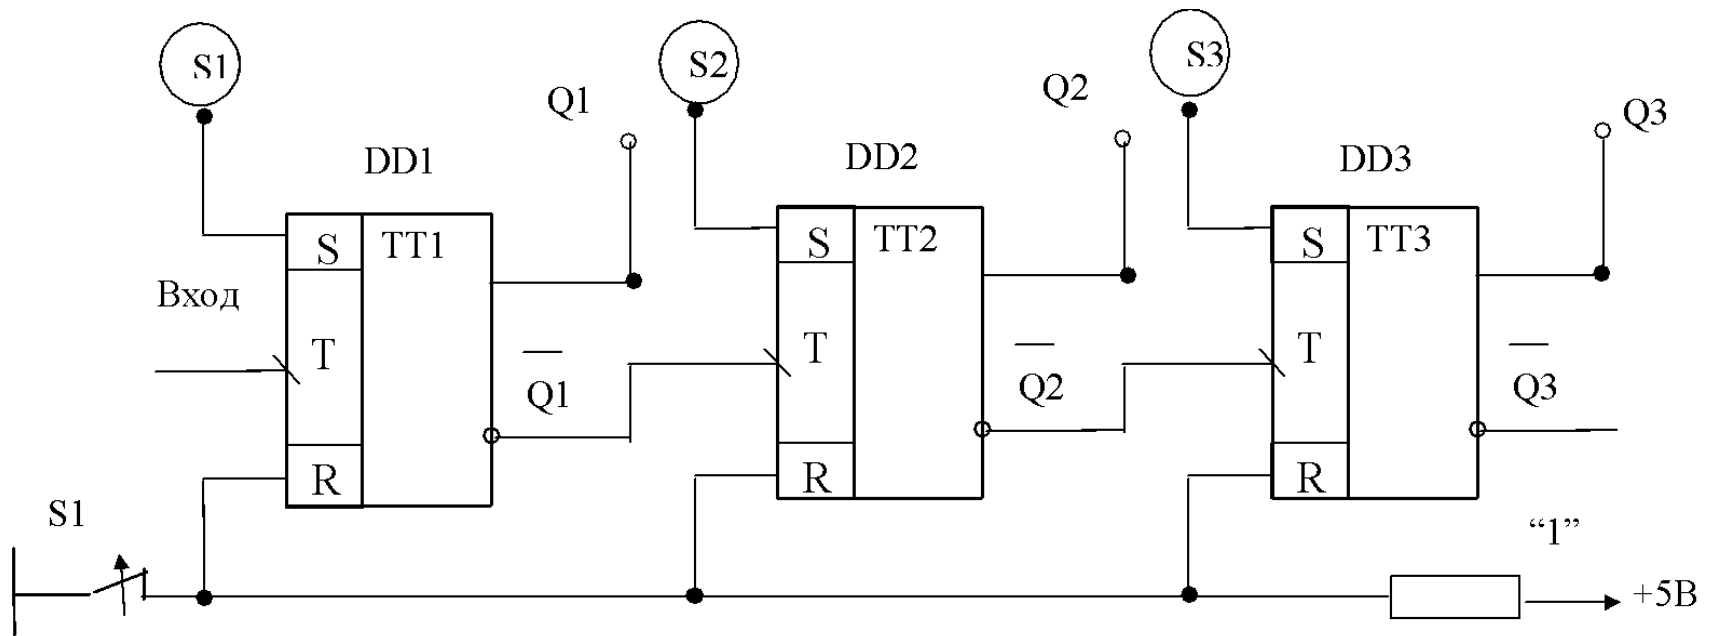 S1
S2
S3
Q1
Q2
Q3
DD1
DD2
DD3
S
TT1
S
TT2
S
TT3
Вход
T
T
T
Q1
Q2
Q3
R
R
R
S1
“1”
+5В